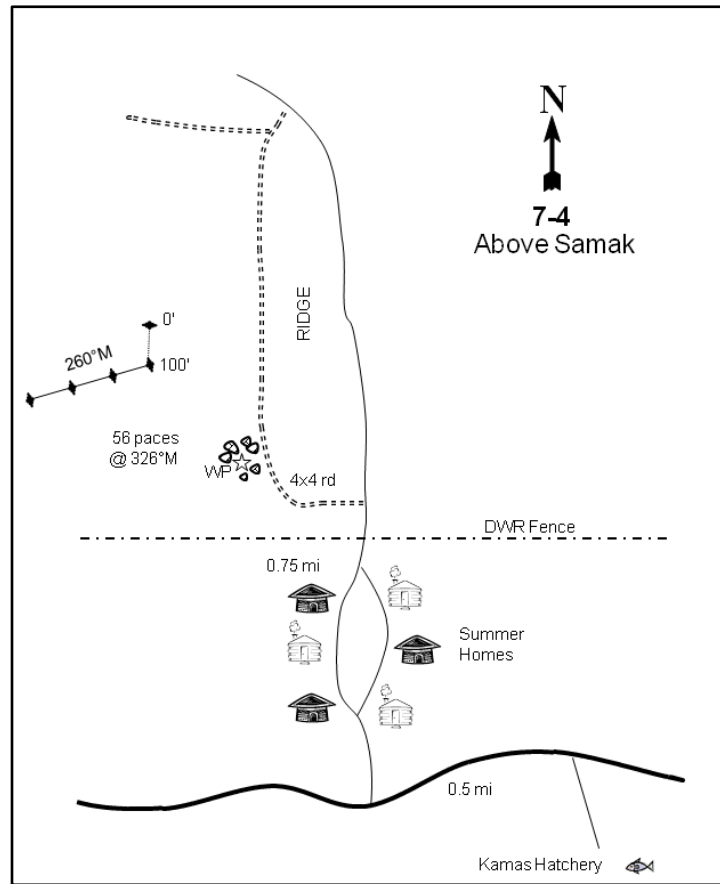 N
7-4
Above Samak
RIDGE
0'
260°M
100'
56 paces
@ 326°M
WP
4x4 rd
DWR Fence
0.75 mi
Summer
Homes
0.5 mi
Kamas Hatchery